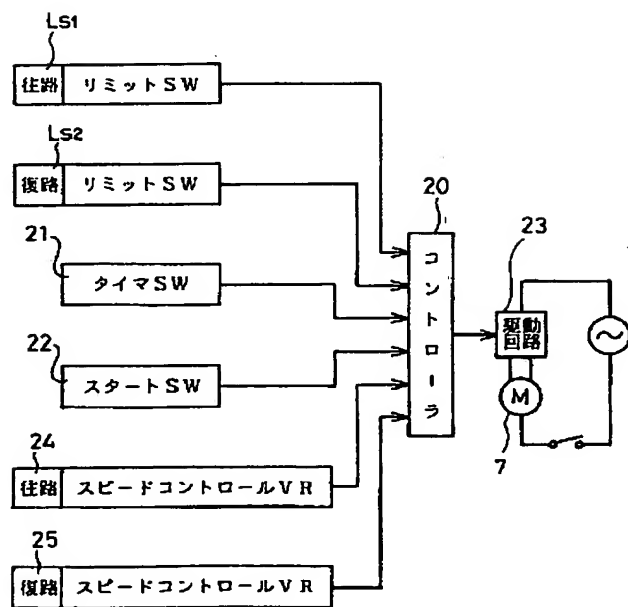 LS1
往路 リミットSW
LS2
復路 リミットSW
21
タイマSW
22
スタートSW
24
往路 スピードコントロールVR
25
復路 スピードコントロールVR
20
コントローラ
23
駆動
回路
M
7